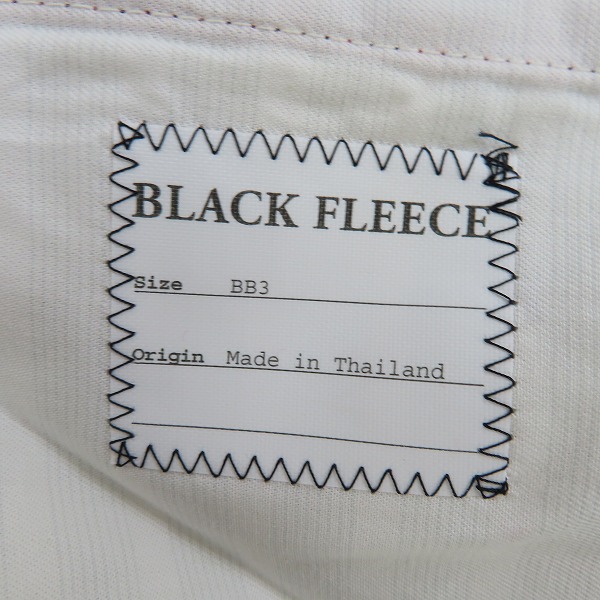 BLACK FLEECE
Size BB3
Origin Made in Thailand